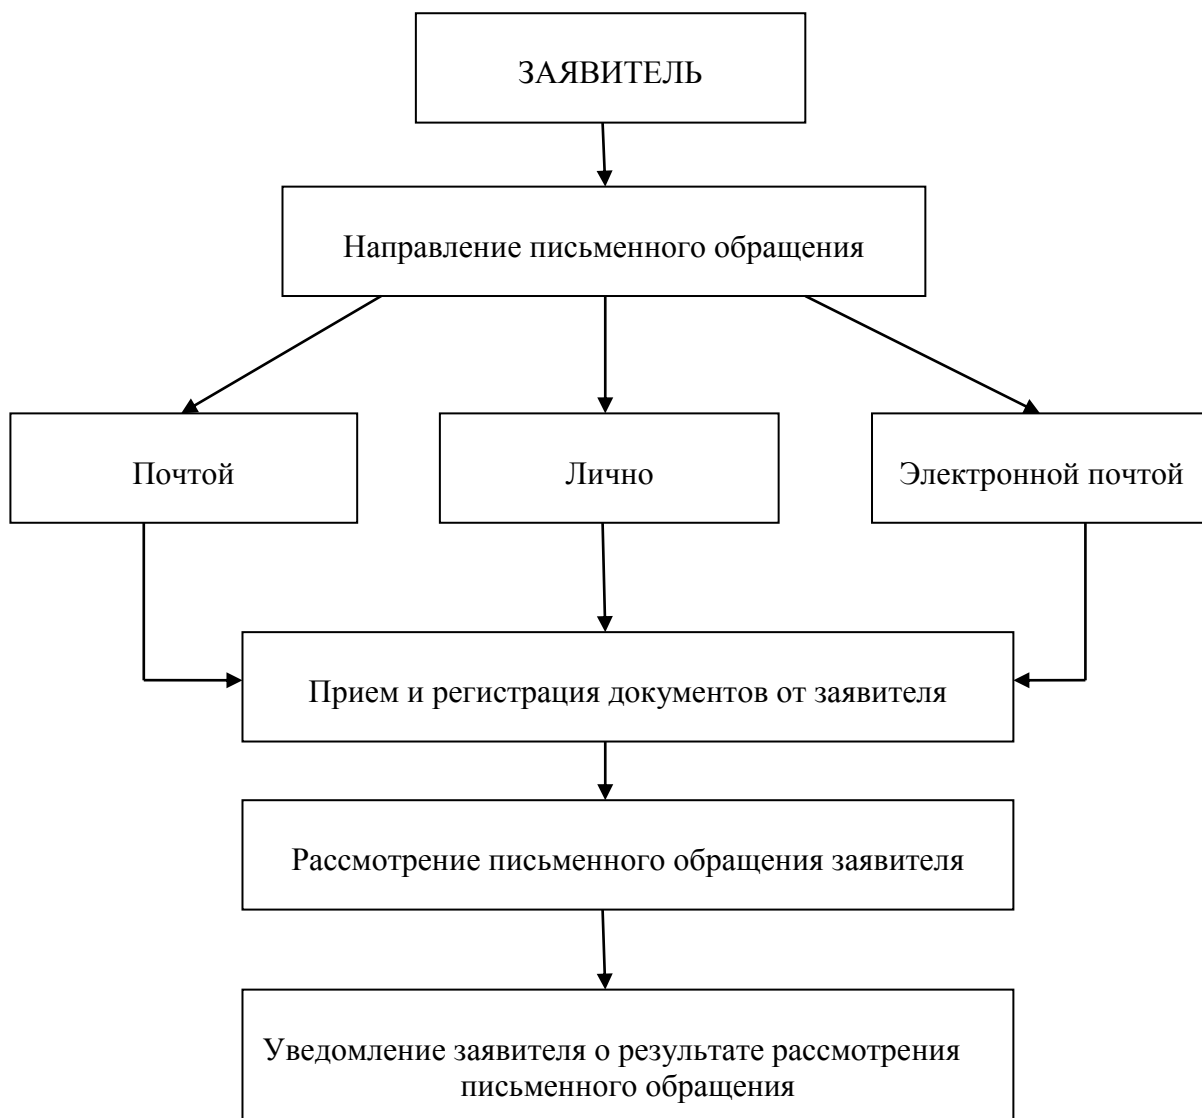 ЗАЯВИТЕЛЬ
Направление письменного обращения
Почтой
Лично
Электронной почтой
Прием и регистрация документов от заявителя
Рассмотрение письменного обращения заявителя
Уведомление заявителя о результате рассмотрения
письменного обращения